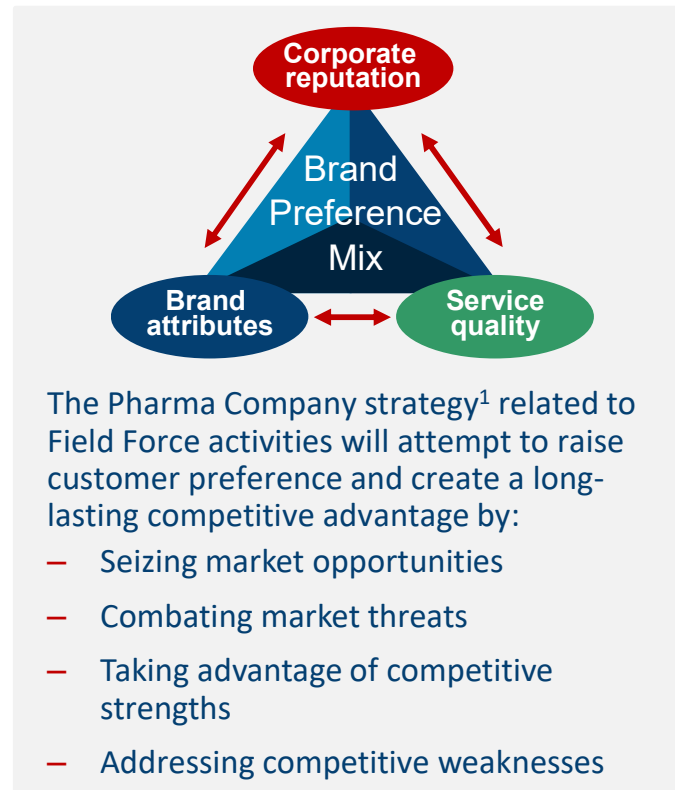 Corporate
reputation
Brand
Preference
Mix
Brand
attributes
Service
quality
The Pharma Company strategy¹ related to
Field Force activities will attempt to raise
customer preference and create a long-
lasting competitive advantage by:
– Seizing market opportunities
– Combating market threats
– Taking advantage of competitive
strengths
– Addressing competitive weaknesses